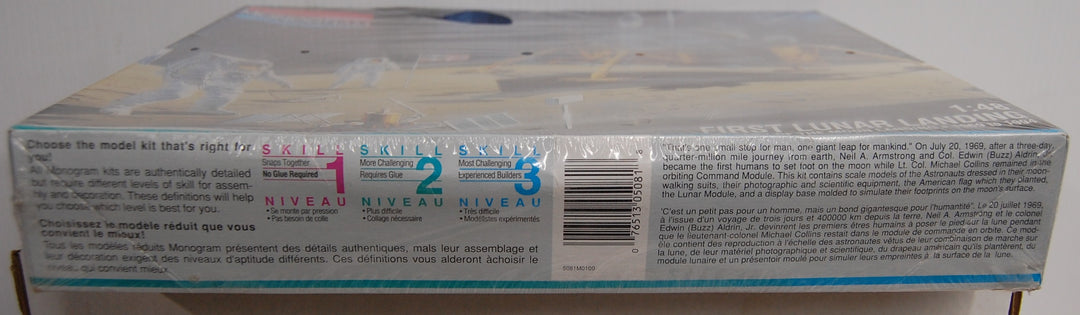 1:48
FIRST LUNAR LANDING
Choose the model kit that's right for
you!
All Monogram kits are authentically detailed
but require different levels of skill for assem-
bly and decoration. These definitions will help
you choose which level is best for you.
Choisissez le modele réduit que vous
convient le mieux!
Tous les modèles réduits Monogram présentent des détails authentiques, mais leur assemblage et
leur décoration exigent des niveaux d'aptitude différents. Ces définitions vous alderont àchoisir le
niveau qui convient mieux.
SKILL
Snaps Together
No Glue Required
1
NIVEAU
• Se monte par pression
• Pas besoin de colle
SKILL
More Challenging
Requires Glue
2
NIVEAU
• Plus difficile
• Collage nécessaire
SKILL
Most Challenging
Experienced Builders
3
NIVEAU
• Très difficile
• Modélistes expérimentés
0 76513 05081 8
5081M0100
"That's one small step for man, one giant leap for mankind." On July 20, 1969, after a three-day,
quarter-million mile journey from earth, Neil A. Armstrong and Col. Edwin (Buzz) Aldrin, Jr.
became the first humans to set foot on the moon while Lt. Col. Michael Collins remained in the
orbiting Command Module. This kit contains scale models of the Astronauts dressed in their moon-
walking suits, their photographic and scientific equipment, the American flag which they planted,
the Lunar Module, and a display base molded to simulate their footprints on the moon's surface.
'C'est un petit pas pour un homme, mais un bond gigantesque pour l'humanité". Le 20 juillet 1969,
à l'issue d'un voyage de trois jours et 400000 km depuis la terre, Neil A. Armstrong et le colonel
Edwin (Buzz) Aldrin, Jr. devinrent les premiers êtres humains à poser le pied sur la lune pendant
que le lieutenant-colonel Michael Collins restait dans le module de commande en orbite. Ce mod-
èle contient des reproduction à l'échelle des astronautes vétus de leur combinaison de marche sur
la lune, de leur matériel photographique et scientifique, du drapeau américain qu'ils plantèrent, du
module lunaire et un présentoir moulé pour simuler leurs empreintes à la surface de la lune.